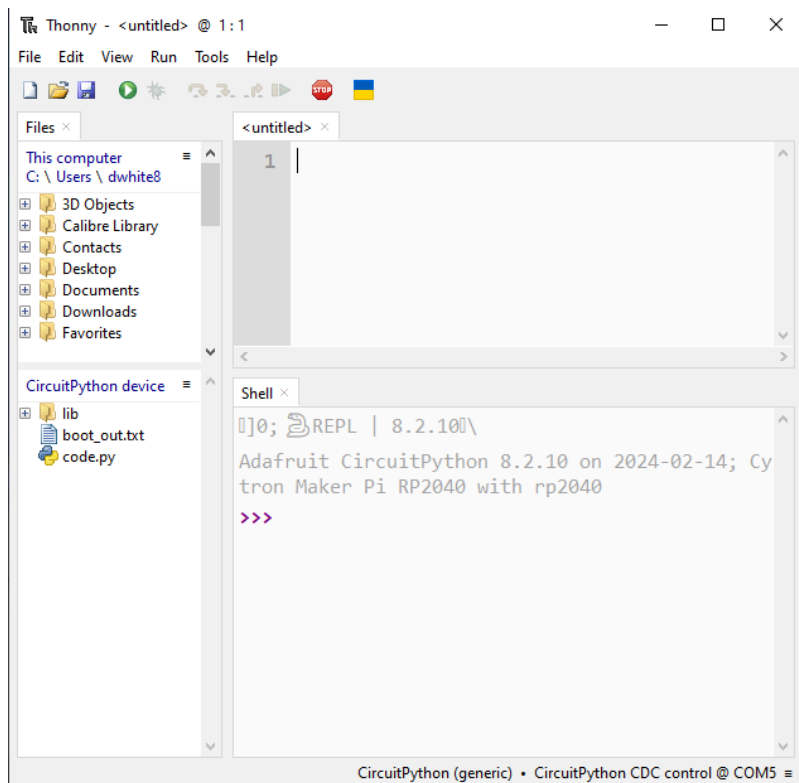 Thonny - <untitled> @ 1 : 1
File Edit View Run Tools Help
STOP
Files
<untitled>
This computer
C: \ Users \ dwhite8
3D Objects
Calibre Library
Contacts
Desktop
Documents
Downloads
Favorites
1
CircuitPython device
lib
boot_out.txt
code.py
Shell
]0; 🐍REPL | 8.2.10\
Adafruit CircuitPython 8.2.10 on 2024-02-14; Cy
tron Maker Pi RP2040 with rp2040
>>>
CircuitPython (generic) • CircuitPython CDC control @ COM5 ≡